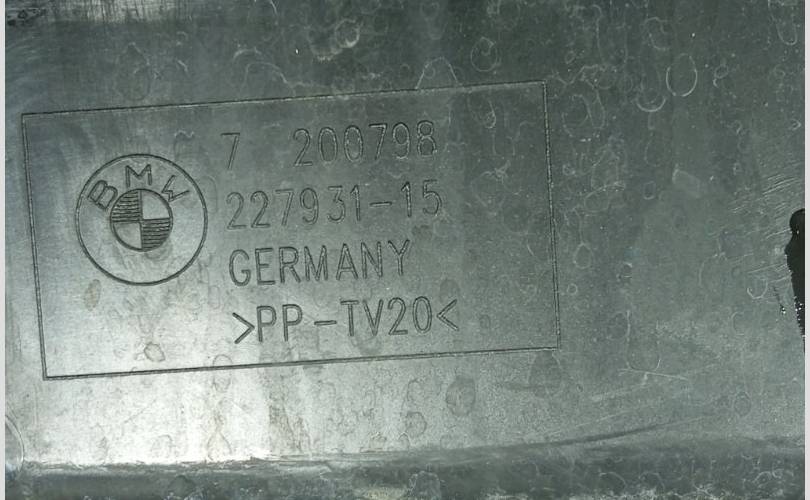 BMW
7 200798
227931-15
GERMANY
>PP-TV20<